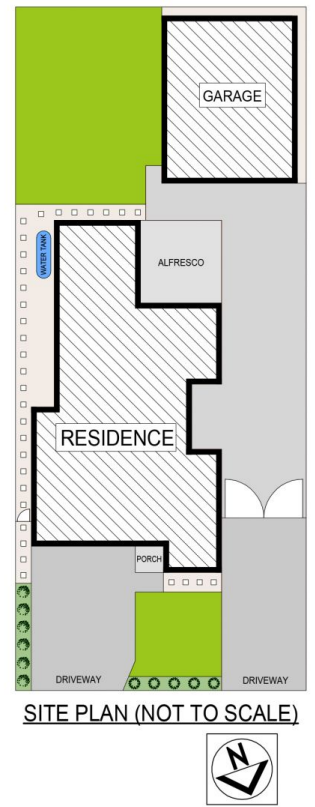 GARAGE
WATER TANK
ALFRESCO
RESIDENCE
PORCH
DRIVEWAY
DRIVEWAY
SITE PLAN (NOT TO SCALE)
N